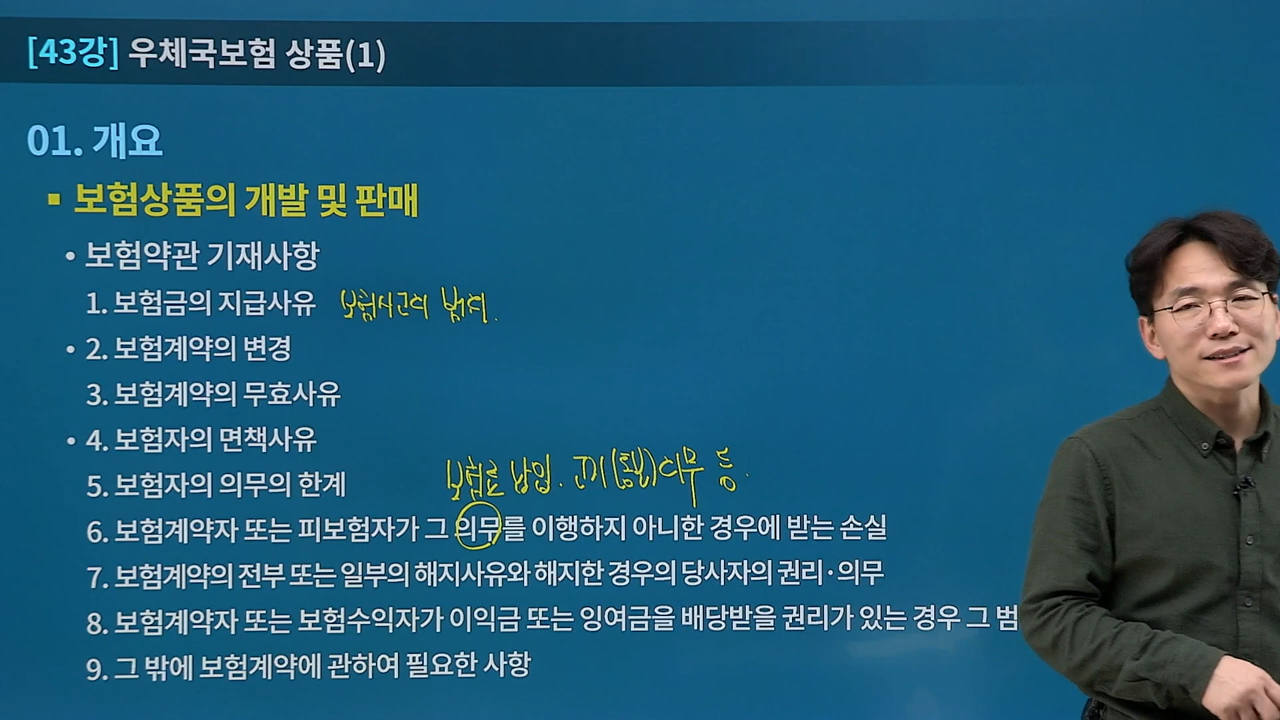 [43강] 우체국보험 상품(1)
01. 개요
▪ 보험상품의 개발 및 판매
• 보험약관 기재사항
1. 보험금의 지급사유 보험사고의 범위.
• 2. 보험계약의 변경
3. 보험계약의 무효사유
• 4. 보험자의 면책사유
5. 보험자의 의무의 한계
보험료 납입. 고지(통보)의무 등.
6. 보험계약자 또는 피보험자가 그 의무를 이행하지 아니한 경우에 받는 손실
7. 보험계약의 전부 또는 일부의 해지사유와 해지한 경우의 당사자의 권리·의무
8. 보험계약자 또는 보험수익자가 이익금 또는 잉여금을 배당받을 권리가 있는 경우 그 범
9. 그 밖에 보험계약에 관하여 필요한 사항